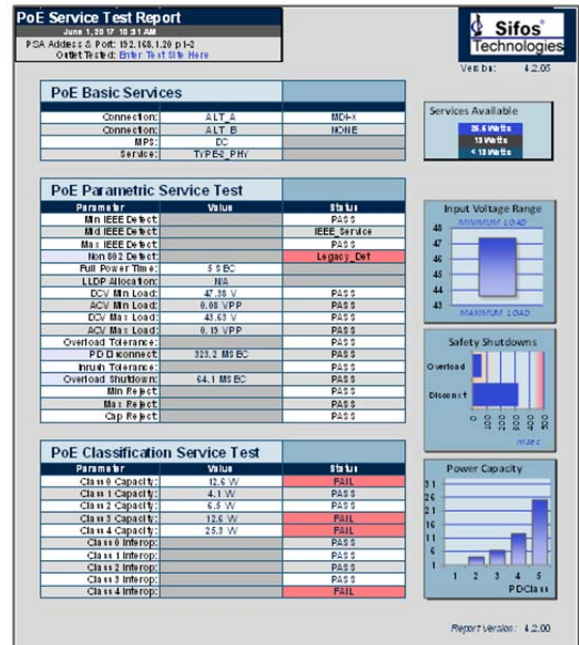 PoE Service Test Report
June 1, 2017 10:31 AM
PSA Address & Port: 192.168.1.20 p1-2
Outlet Tested: Enter Test Site Here
Sifos®
Technologies
Version: 4.2.05
PoE Basic Services
Connection: ALT_A MDI-X
Connection: ALT_B NONE
MPS: DC
Service: TYPE-2_PHY
Services Available
25.5 Watts
13 Watts
< 13 Watts
PoE Parametric Service Test
Parameter Value Status
Min IEEE Detect: PASS
Mid IEEE Detect: IEEE_Service
Max IEEE Detect: PASS
Non 802 Detect: Legacy_Det
Full Power Time: 5 SEC
LLDP Allocation: N/A
DCV Min Load: 47.38 V PASS
ACV Min Load: 0.08 VPP PASS
DCV Max Load: 43.63 V PASS
ACV Max Load: 0.19 VPP PASS
Overload Tolerance: PASS
PD Disconnect: 323.2 MSEC PASS
Inrush Tolerance: PASS
Overload Shutdown: 64.1 MSEC PASS
Min Reject: PASS
Max Reject: PASS
Cap Reject: PASS
Input Voltage Range
MINIMUM LOAD
48
47
46
45
44
43
MAXIMUM LOAD
Safety Shutdowns
Overload
Disconxt
0 100 200 300 400 500
msec
PoE Classification Service Test
Parameter Value Status
Class 0 Capacity: 12.6 W FAIL
Class 1 Capacity: 4.1 W PASS
Class 2 Capacity: 6.5 W PASS
Class 3 Capacity: 12.6 W FAIL
Class 4 Capacity: 25.3 W FAIL
Class 0 Interop: PASS
Class 1 Interop: PASS
Class 2 Interop: PASS
Class 3 Interop: PASS
Class 4 Interop: FAIL
Power Capacity
31
26
21
16
11
6
1
1 2 3 4 5
PD Class
Report Version: 4.2.00